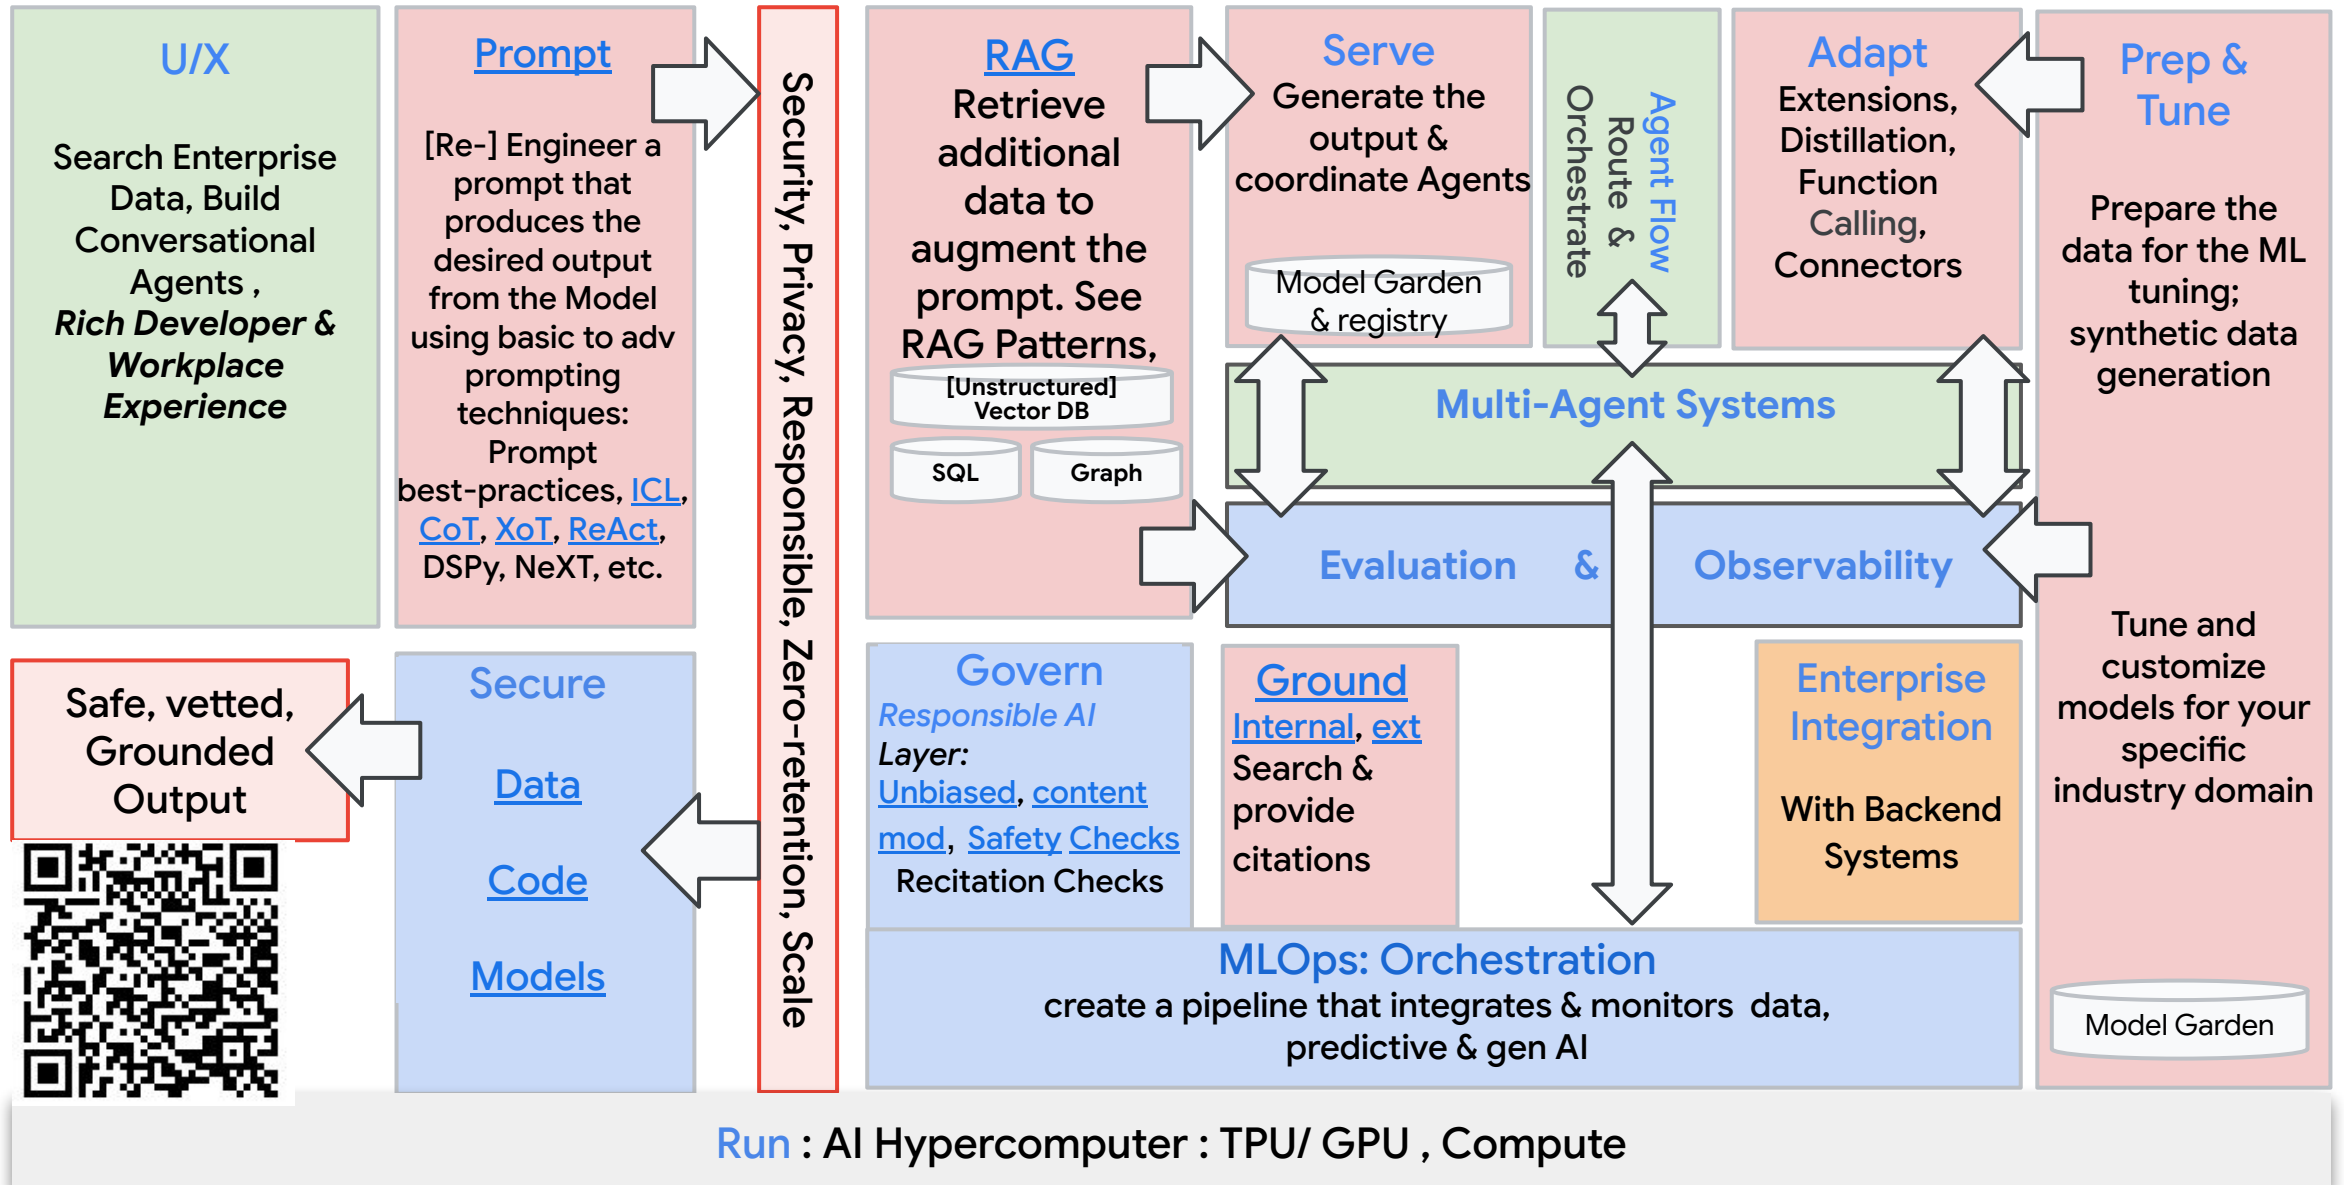 U/X
Search Enterprise
Data, Build
Conversational
Agents ,
Rich Developer &
Workplace
Experience
Prompt
[Re-] Engineer a
prompt that
produces the
desired output
from the Model
using basic to adv
prompting
techniques:
Prompt
best-practices, ICL,
CoT, XoT, ReAct,
DSPy, NeXT, etc.
Security, Privacy, Responsible, Zero-retention, Scale
RAG
Retrieve
additional
data to
augment the
prompt. See
RAG Patterns,
[Unstructured]
Vector DB
SQL
Graph
Serve
Generate the
output &
coordinate Agents
Model Garden
& registry
Agent Flow
Route &
Orchestrate
Adapt
Extensions,
Distillation,
Function
Calling,
Connectors
Prep &
Tune
Prepare the
data for the ML
tuning;
synthetic data
generation
Tune and
customize
models for your
specific
industry domain
Model Garden
Multi-Agent Systems
Evaluation & Observability
Safe, vetted,
Grounded
Output
Secure
Data
Code
Models
Govern
Responsible AI
Layer:
Unbiased, content
mod, Safety Checks
Recitation Checks
Ground
Internal, ext
Search &
provide
citations
Enterprise
Integration
With Backend
Systems
MLOps: Orchestration
create a pipeline that integrates & monitors data,
predictive & gen AI
Run : AI Hypercomputer : TPU/ GPU , Compute